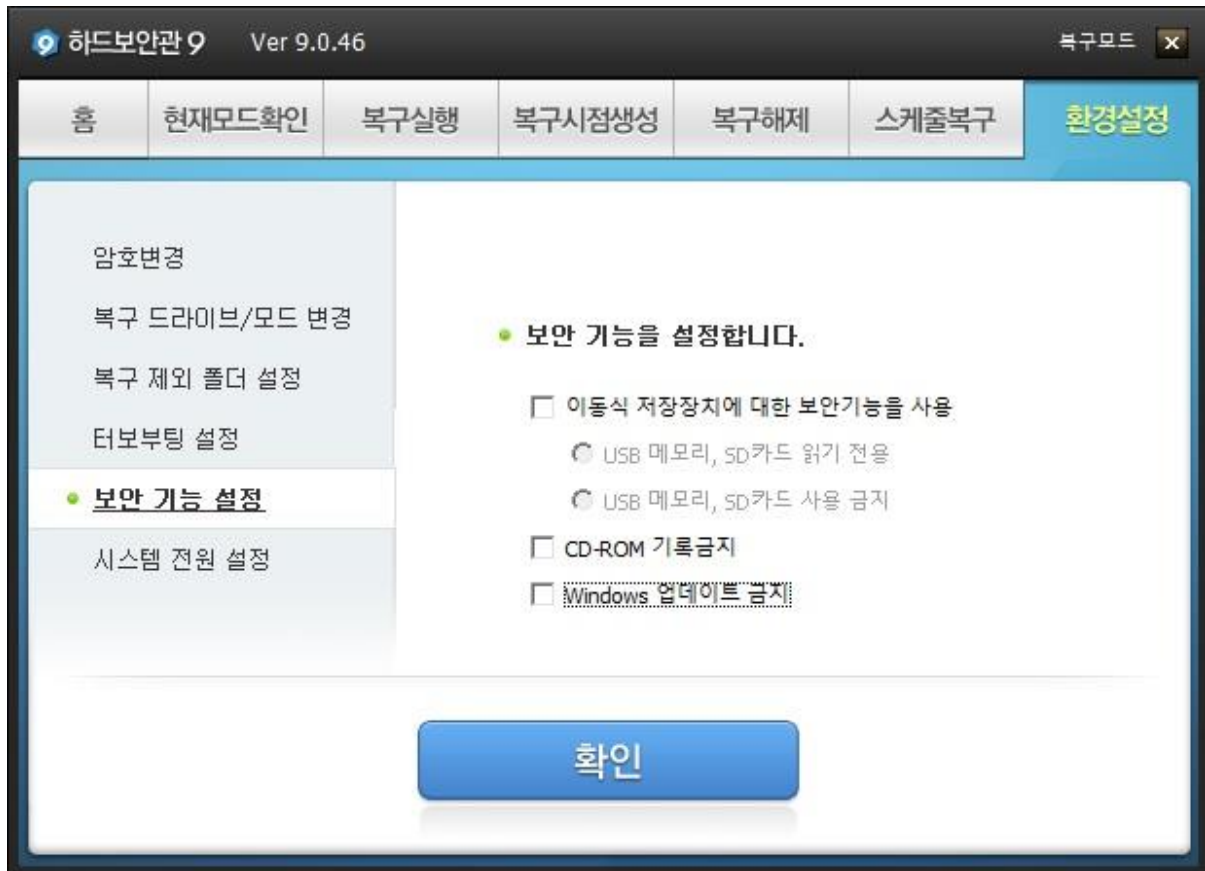 9 하드보안관 9 Ver 9.0.46 복구모드 x
홈 현재모드확인 복구실행 복구시점생성 복구해제 스케줄복구 환경설정
암호변경
복구 드라이브/모드 변경
복구 제외 폴더 설정
터보부팅 설정
보안 기능 설정
시스템 전원 설정
보안 기능을 설정합니다.
이동식 저장장치에 대한 보안기능을 사용
USB 메모리, SD카드 읽기 전용
USB 메모리, SD카드 사용 금지
CD-ROM 기록금지
Windows 업데이트 금지
확인